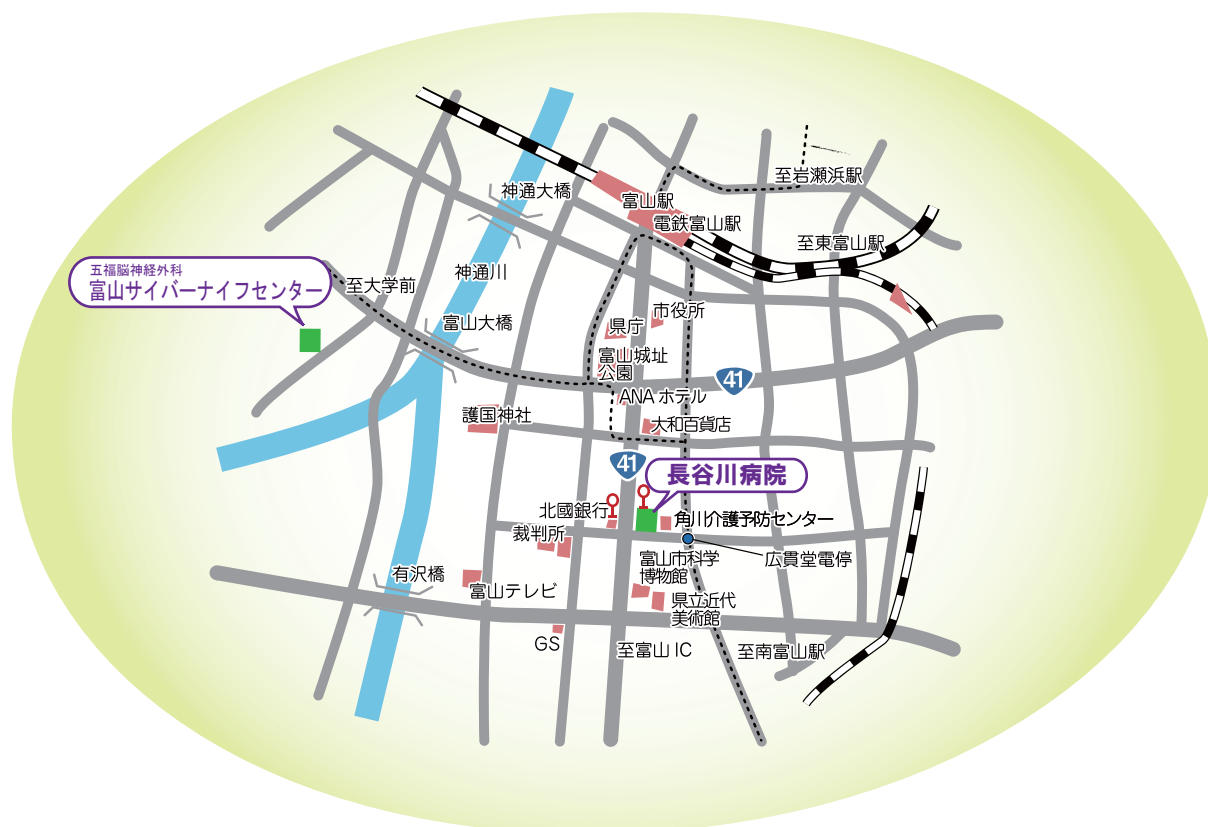 至岩瀬浜駅
神通大橋
富山駅
電鉄富山駅
至東富山駅
五福脳神経外科
富山サイバーナイフセンター
至大学前
神通川
富山大橋
市役所
県庁
富山城址
公園
41
ANAホテル
護国神社
大和百貨店
41
長谷川病院
北國銀行
角川介護予防センター
裁判所
富山市科学
博物館
広貫堂電停
有沢橋
富山テレビ
県立近代
美術館
GS
至富山IC
至南富山駅